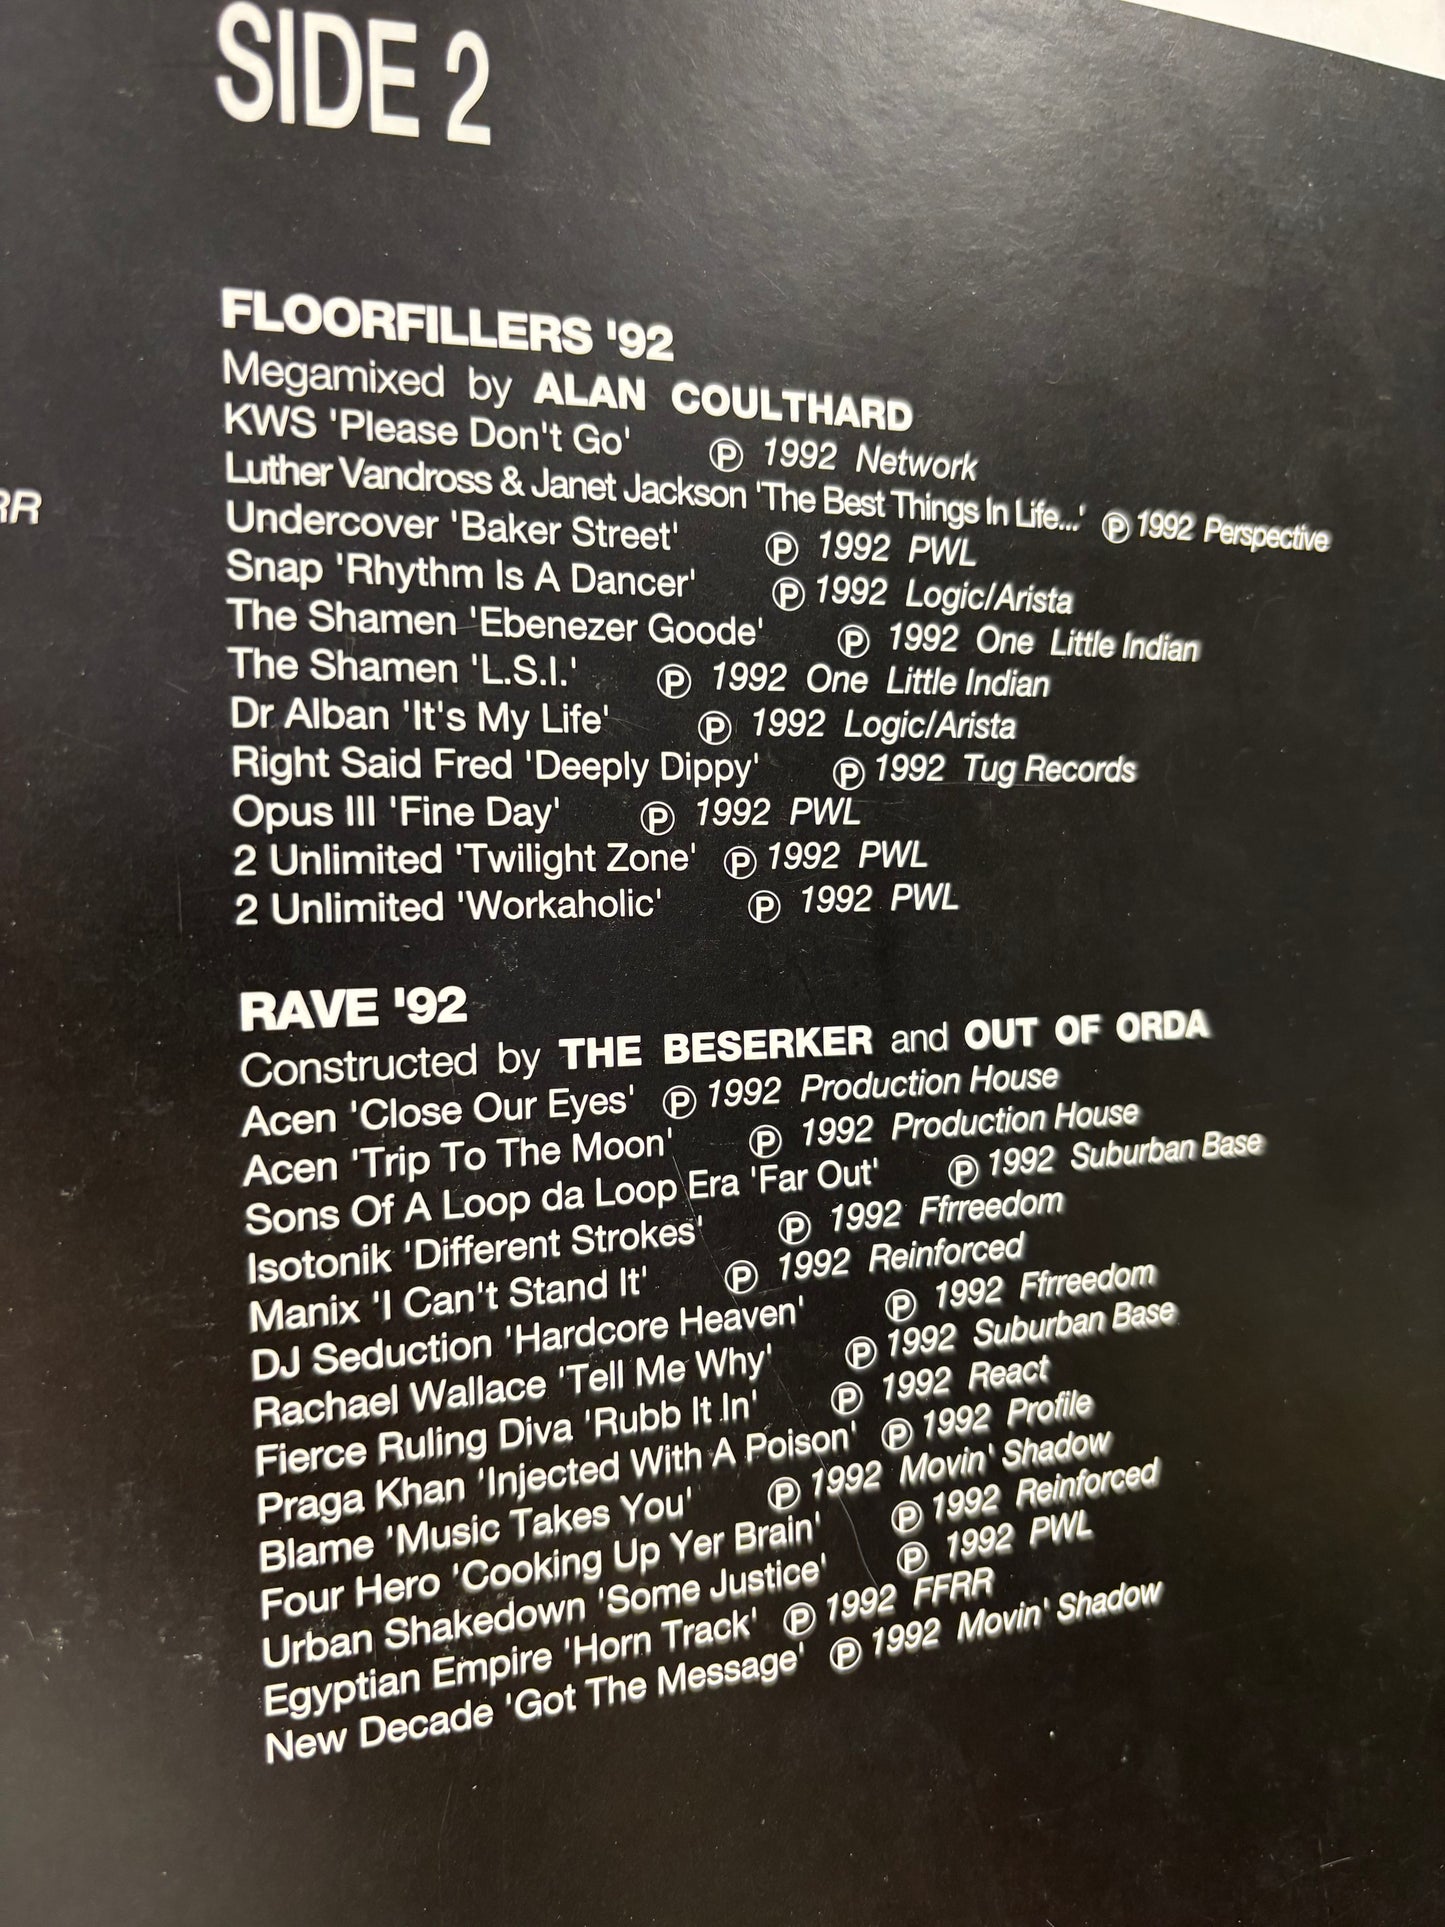 SIDE 2
RR
FLOORFILLERS '92
Megamixed by ALAN COULTHARD
KWS 'Please Don't Go' Ⓟ 1992 Network
Luther Vandross & Janet Jackson 'The Best Things In Life...' Ⓟ 1992 Perspective
Undercover 'Baker Street' Ⓟ 1992 PWL
Snap 'Rhythm Is A Dancer' Ⓟ 1992 Logic/Arista
The Shamen 'Ebenezer Goode' Ⓟ 1992 One Little Indian
The Shamen 'L.S.I.' Ⓟ 1992 One Little Indian
Dr Alban 'It's My Life' Ⓟ 1992 Logic/Arista
Right Said Fred 'Deeply Dippy' Ⓟ 1992 Tug Records
Opus III 'Fine Day' Ⓟ 1992 PWL
2 Unlimited 'Twilight Zone' Ⓟ 1992 PWL
2 Unlimited 'Workaholic' Ⓟ 1992 PWL
RAVE '92
Constructed by THE BESERKER and OUT OF ORDA
Acen 'Close Our Eyes' Ⓟ 1992 Production House
Acen 'Trip To The Moon' Ⓟ 1992 Production House
Sons Of A Loop da Loop Era 'Far Out' Ⓟ 1992 Suburban Base
Isotonik 'Different Strokes' Ⓟ 1992 Ffrreedom
Manix 'I Can't Stand It' Ⓟ 1992 Reinforced
DJ Seduction 'Hardcore Heaven' Ⓟ 1992 Ffrreedom
Rachael Wallace 'Tell Me Why' Ⓟ 1992 Suburban Base
Fierce Ruling Diva 'Rubb It In' Ⓟ 1992 React
Praga Khan 'Injected With A Poison' Ⓟ 1992 Profile
Blame 'Music Takes You' Ⓟ 1992 Movin' Shadow
Four Hero 'Cooking Up Yer Brain' Ⓟ 1992 Reinforced
Urban Shakedown 'Some Justice' Ⓟ 1992 PWL
Egyptian Empire 'Horn Track' Ⓟ 1992 FFRR
New Decade 'Got The Message' Ⓟ 1992 Movin' Shadow